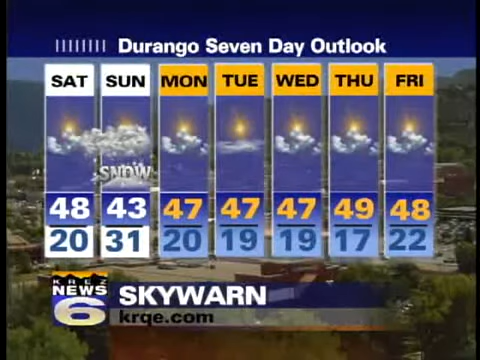 Durango Seven Day Outlook
SAT SUN MON TUE WED THU FRI
SNOW
48 43 47 47 47 49 48
20 31 20 19 19 17 22
KREZ
NEWS
6
SKYWARN
krqe.com